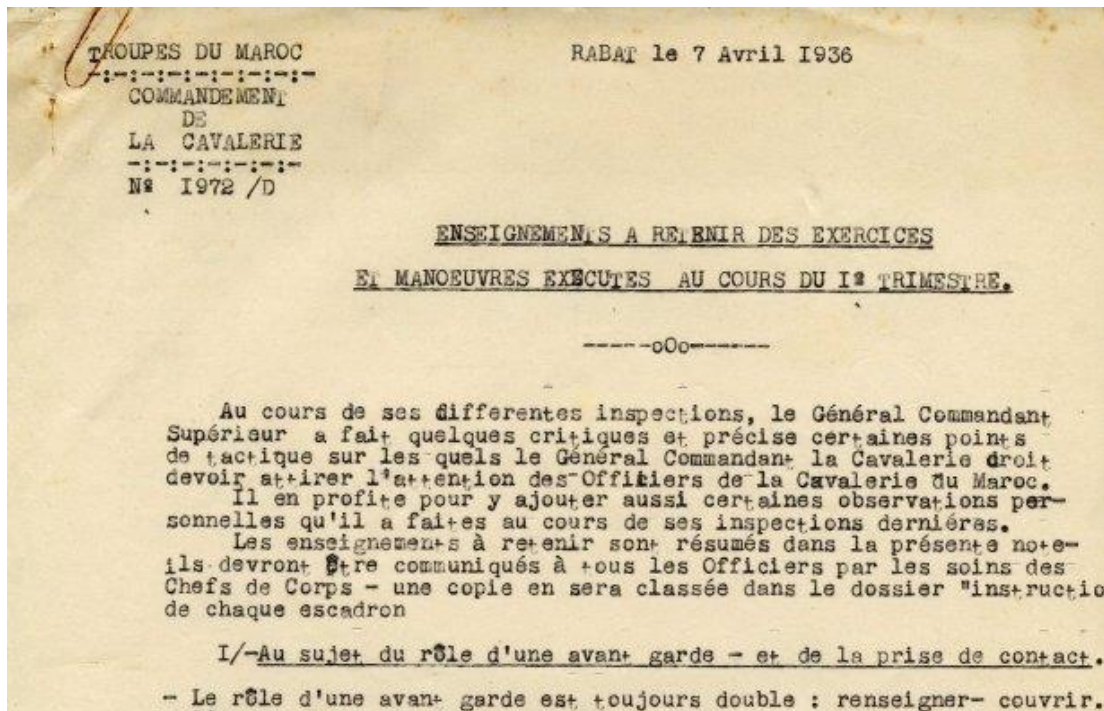 TROUPES DU MAROC
-:-:-:-:-:-:-:-
COMMANDEMENT
DE
LA CAVALERIE
-:-:-:-:-:-:-
Nº I972 /D
RABAT le 7 Avril I936
ENSEIGNEMENTS A RETENIR DES EXERCICES
ET MANOEUVRES EXECUTES AU COURS DU Iº TRIMESTRE.
-----oOo------
Au cours de ses differentes inspections, le Général Commandant
Supérieur a fait quelques critiques et précise certaines points
de tactique sur les quels le Général Commandant la Cavalerie droit
devoir attirer l'attention des Officiers de la Cavalerie du Maroc.
Il en profite pour y ajouter aussi certaines observations per-
sonnelles qu'il a faites au cours de ses inspections derniéres.
Les enseignements à retenir sont résumés dans la présente note-
ils devront être communiqués à tous les Officiers par les soins des
Chefs de Corps - une copie en sera classée dans le dossier "instructio
de chaque escadron
I/-Au sujet du rôle d'une avant garde - et de la prise de contact.
- Le rôle d'une avant garde est toujours double : renseigner- couvrir.